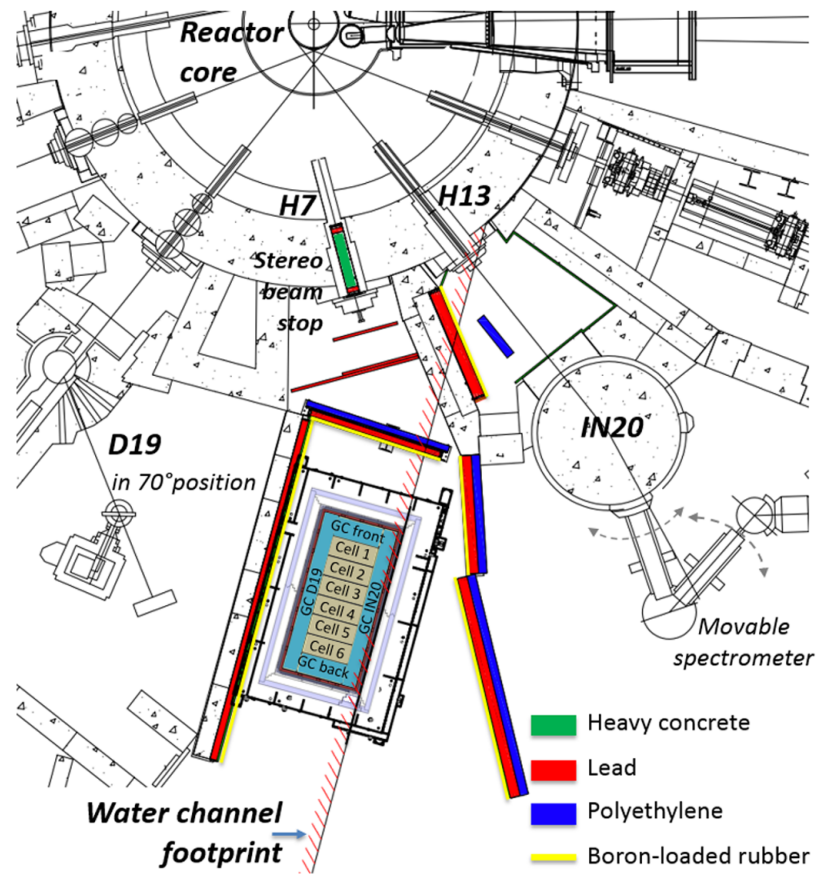 Reactor
core
H7
H13
Stereo
beam
stop
D19
in 70°position
IN20
GC front
Cell 1
Cell 2
Cell 3
Cell 4
Cell 5
Cell 6
GC D19
GC IN20
GC back
Movable
spectrometer
Heavy concrete
Lead
Polyethylene
Boron-loaded rubber
Water channel
footprint